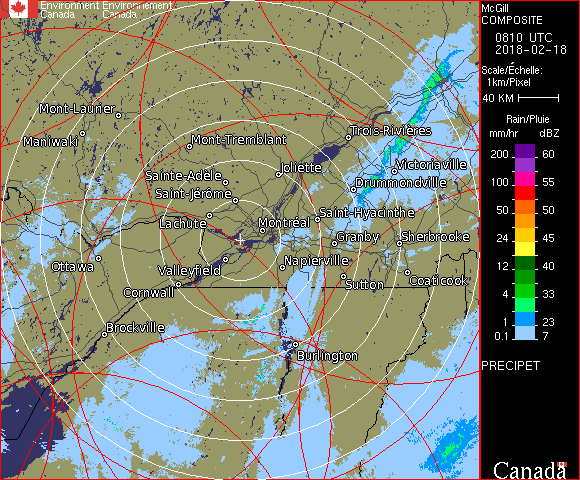 Environment Environnement
Canada Canada
McGill
COMPOSITE
0810 UTC
2018-02-18
Scale/Échelle:
1km/Pixel
40 KM
Rain/Pluie
mm/hr dBZ
200 60
100 55
50 50
24 45
12 40
4 33
1 23
0.1 7
PRECIPET
Canada
Mont-Laurier
Maniwaki
Mont-Tremblant
Trois-Rivières
Joliette
Victoriaville
Sainte-Adèle
Drummondville
Saint-Jérôme
Saint-Hyacinthe
Lachute
Montréal
Granby
Sherbrooke
Ottawa
Valleyfield
Napierville
Sutton
Coaticook
Cornwall
Brockville
Burlington